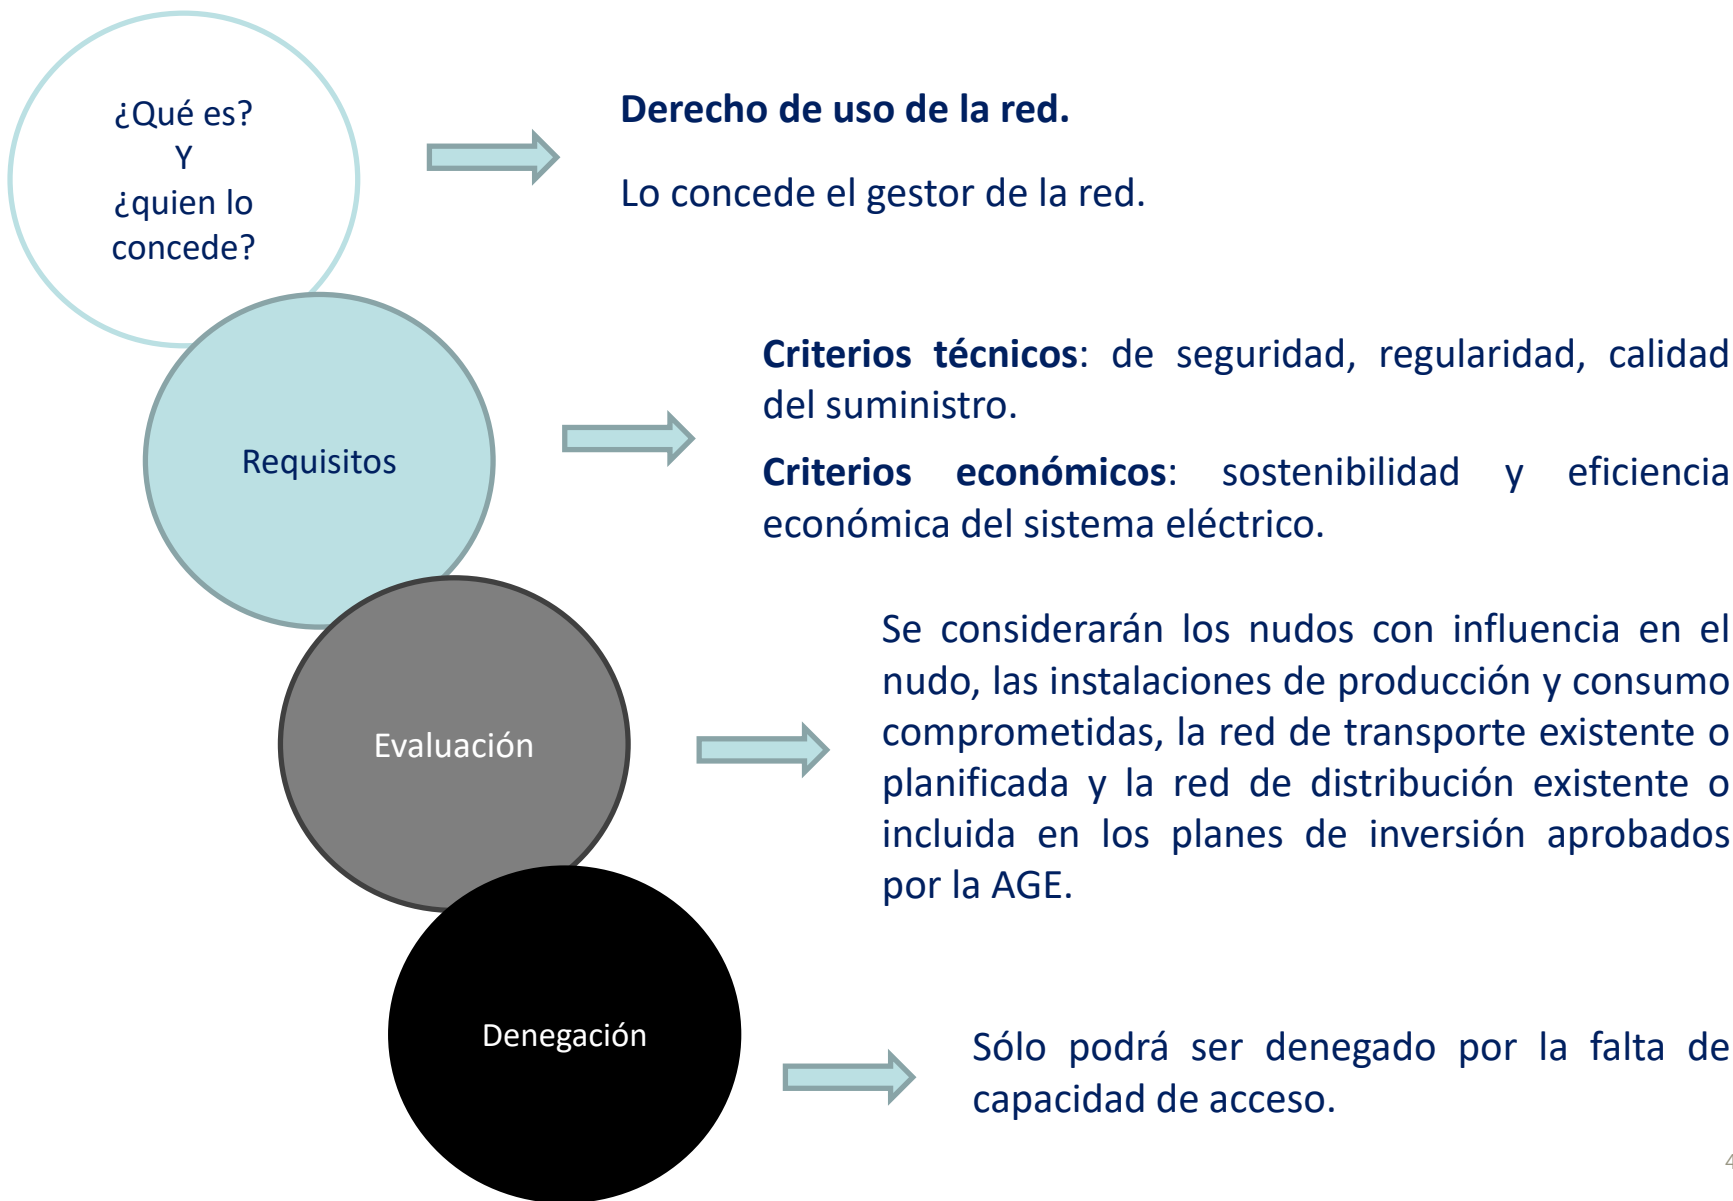 ¿Qué es?
Y
¿quien lo
concede?
Derecho de uso de la red.
Lo concede el gestor de la red.
Requisitos
Criterios técnicos: de seguridad, regularidad, calidad
del suministro.
Criterios económicos: sostenibilidad y eficiencia
económica del sistema eléctrico.
Evaluación
Se considerarán los nudos con influencia en el
nudo, las instalaciones de producción y consumo
comprometidas, la red de transporte existente o
planificada y la red de distribución existente o
incluida en los planes de inversión aprobados
por la AGE.
Denegación
Sólo podrá ser denegado por la falta de
capacidad de acceso.
4